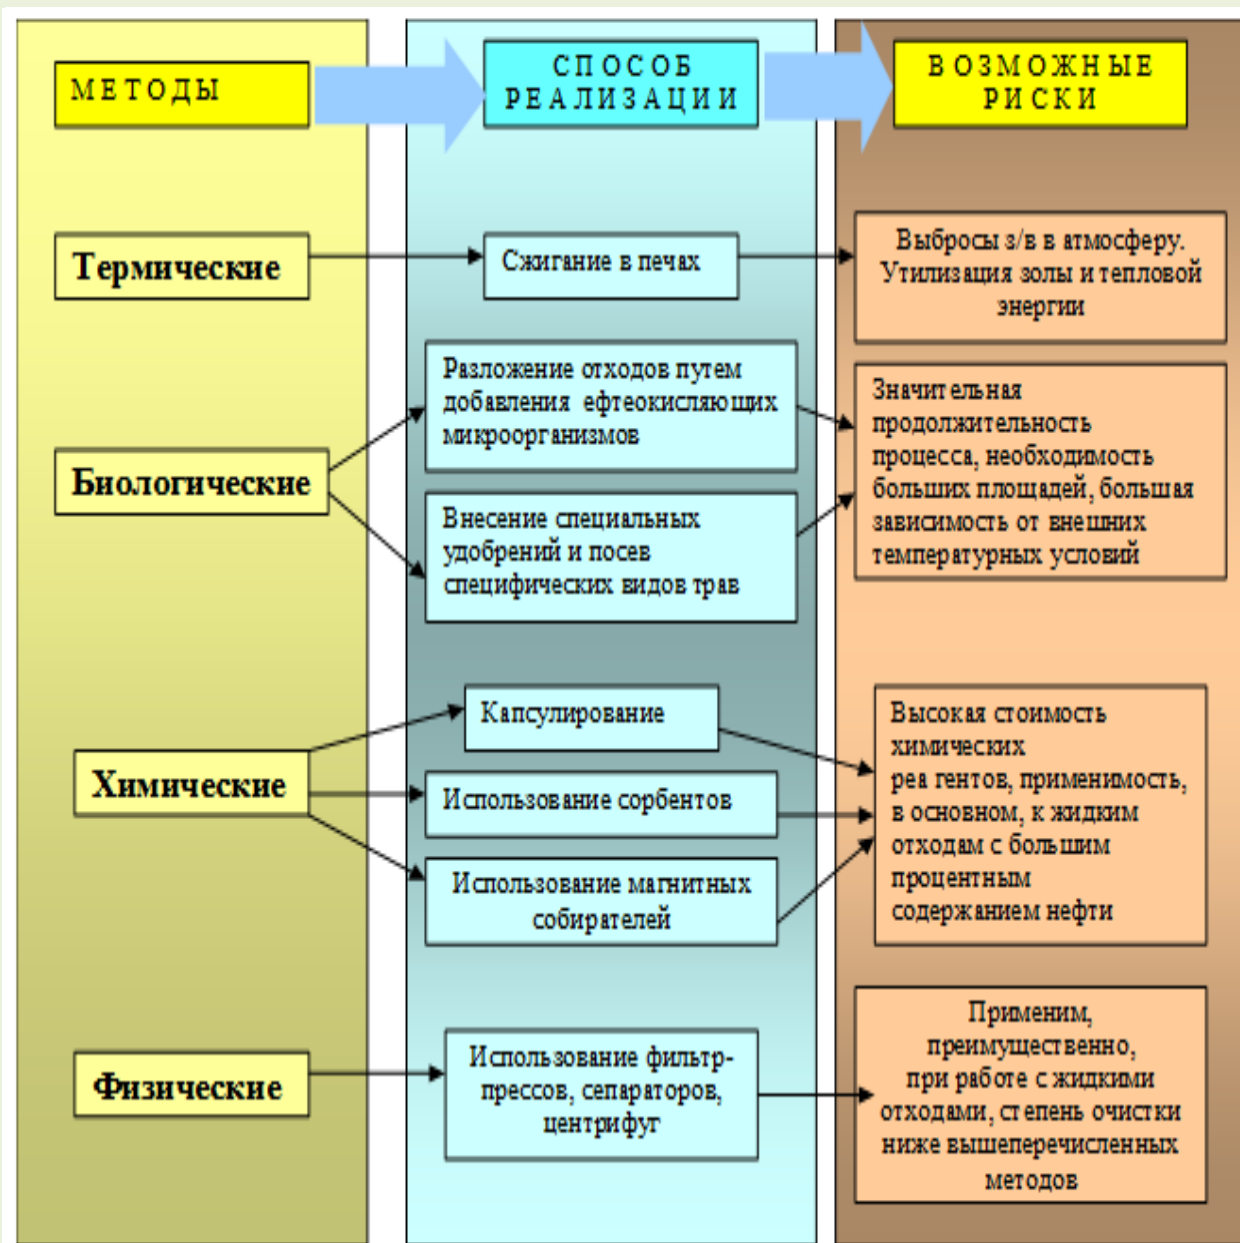 МЕТОДЫ
СПОСОБ
РЕАЛИЗАЦИИ
ВОЗМОЖНЫЕ
РИСКИ
Термические
Сжигание в печах
Выбросы з/в в атмосферу.
Утилизация золы и тепловой
энергии
Биологические
Разложение отходов путем
добавления ефтеокисляющих
микроорганизмов
Внесение специальных
удобрений и посев
специфических видов трав
Значительная
продолжительность
процесса, необходимость
больших площадей, большая
зависимость от внешних
температурных условий
Химические
Капсулирование
Использование сорбентов
Использование магнитных
собирателей
Высокая стоимость
химических
реа гентов, применимость,
в основном, к жидким
отходам с большим
процентным
содержанием нефти
Физические
Использование фильтр-
прессов, сепараторов,
центрифуг
Применим,
преимущественно,
при работе с жидкими
отходами, степень очистки
ниже вышеперечисленных
методов